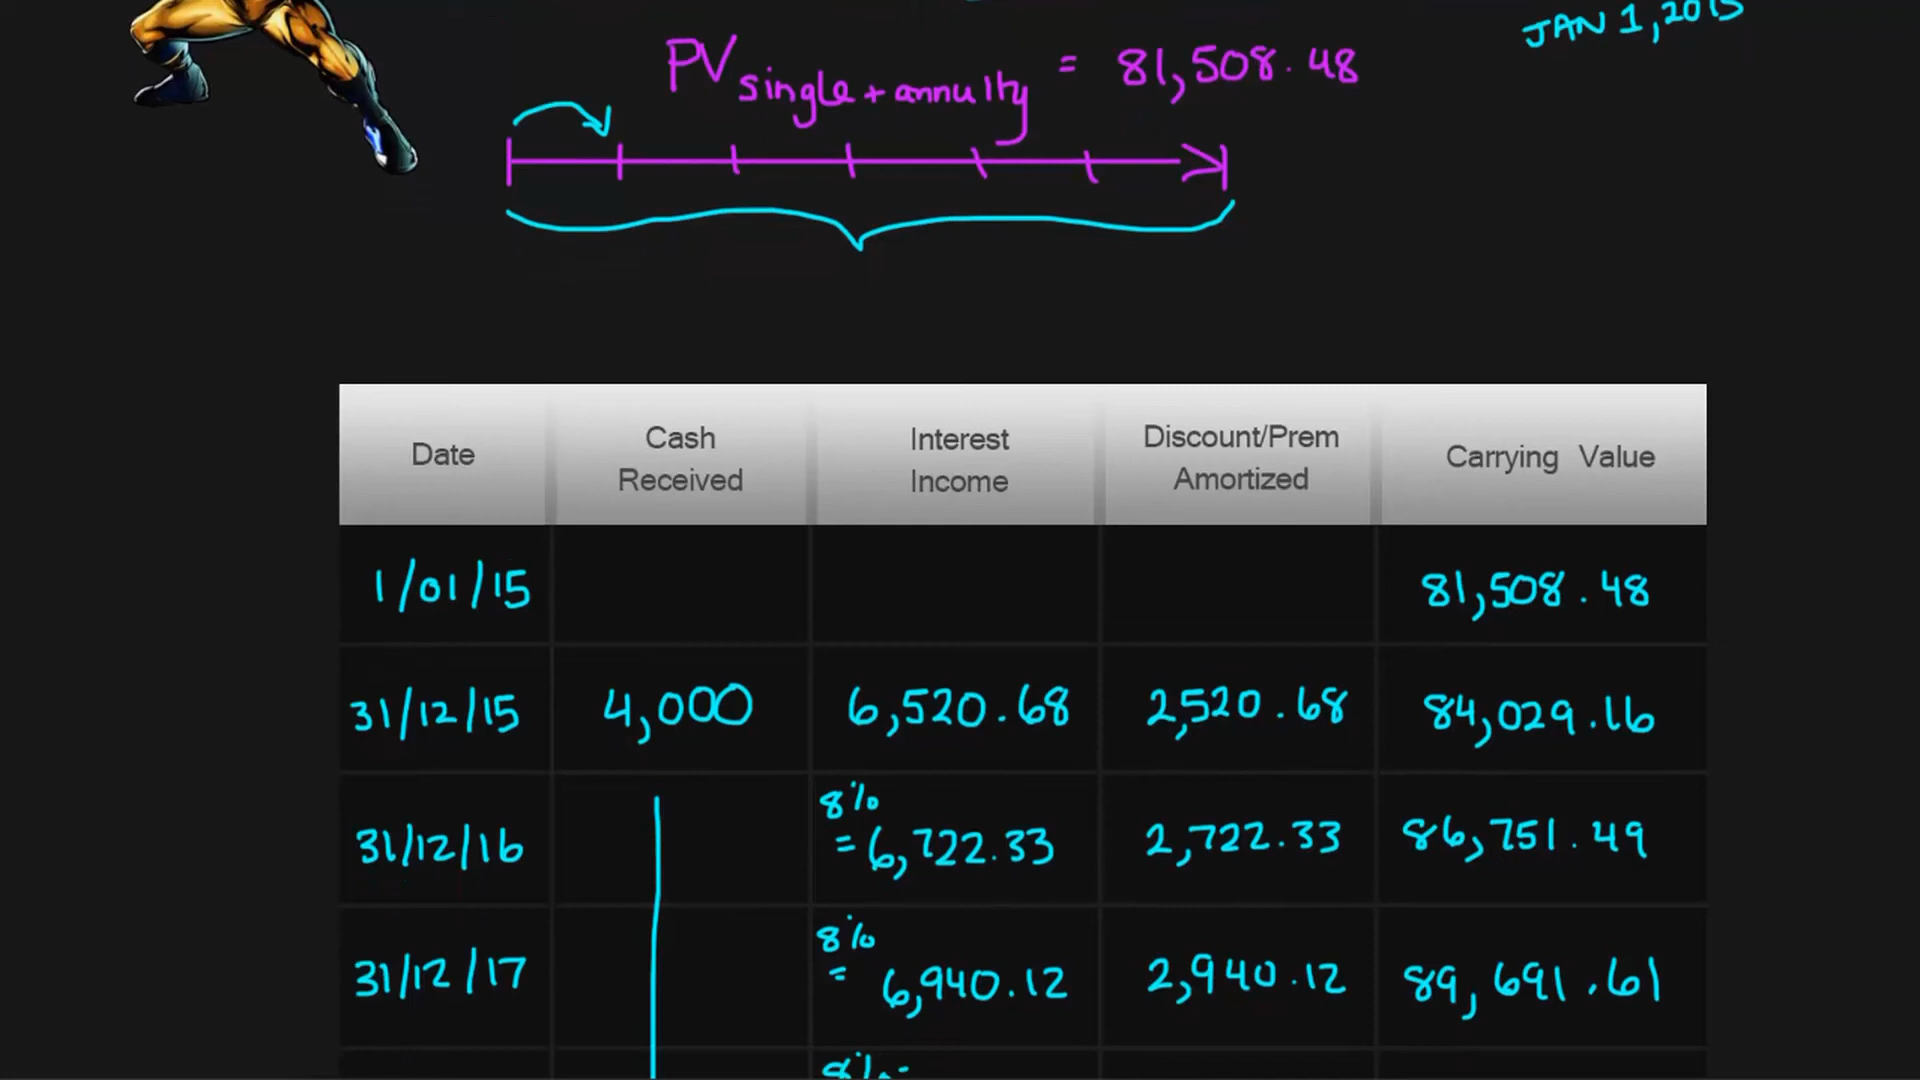 JAN 1, 2015
PV single + annuity = 81,508.48
Date Cash Received Interest Income Discount/Prem Amortized Carrying Value
1/01/15 81,508.48
31/12/15 4,000 6,520.68 2,520.68 84,029.16
31/12/16 8% = 6,722.33 2,722.33 86,751.49
31/12/17 8% = 6,940.12 2,940.12 89,691.61
8% =